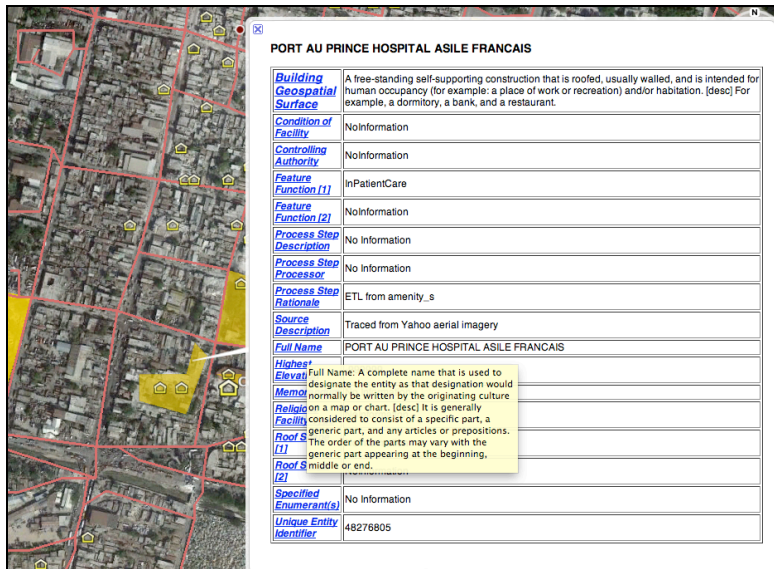 N
PORT AU PRINCE HOSPITAL ASILE FRANCAIS
Building Geospatial Surface
A free-standing self-supporting construction that is roofed, usually walled, and is intended for
human occupancy (for example: a place of work or recreation) and/or habitation. [desc] For
example, a dormitory, a bank, and a restaurant.
Condition of Facility
NoInformation
Controlling Authority
NoInformation
Feature Function [1]
InPatientCare
Feature Function [2]
NoInformation
Process Step Description
No Information
Process Step Processor
No Information
Process Step Rationale
ETL from amenity_s
Source Description
Traced from Yahoo aerial imagery
Full Name
PORT AU PRINCE HOSPITAL ASILE FRANCAIS
Highest
Full Name: A complete name that is used to
designate the entity as that designation would
normally be written by the originating culture
on a map or chart. [desc] It is generally
considered to consist of a specific part, a
generic part, and any articles or prepositions.
The order of the parts may vary with the
generic part appearing at the beginning,
middle or end.
Facility
[1]
[2]
NoInformation
Specified Enumerant(s)
No Information
Unique Entity Identifier
48276805